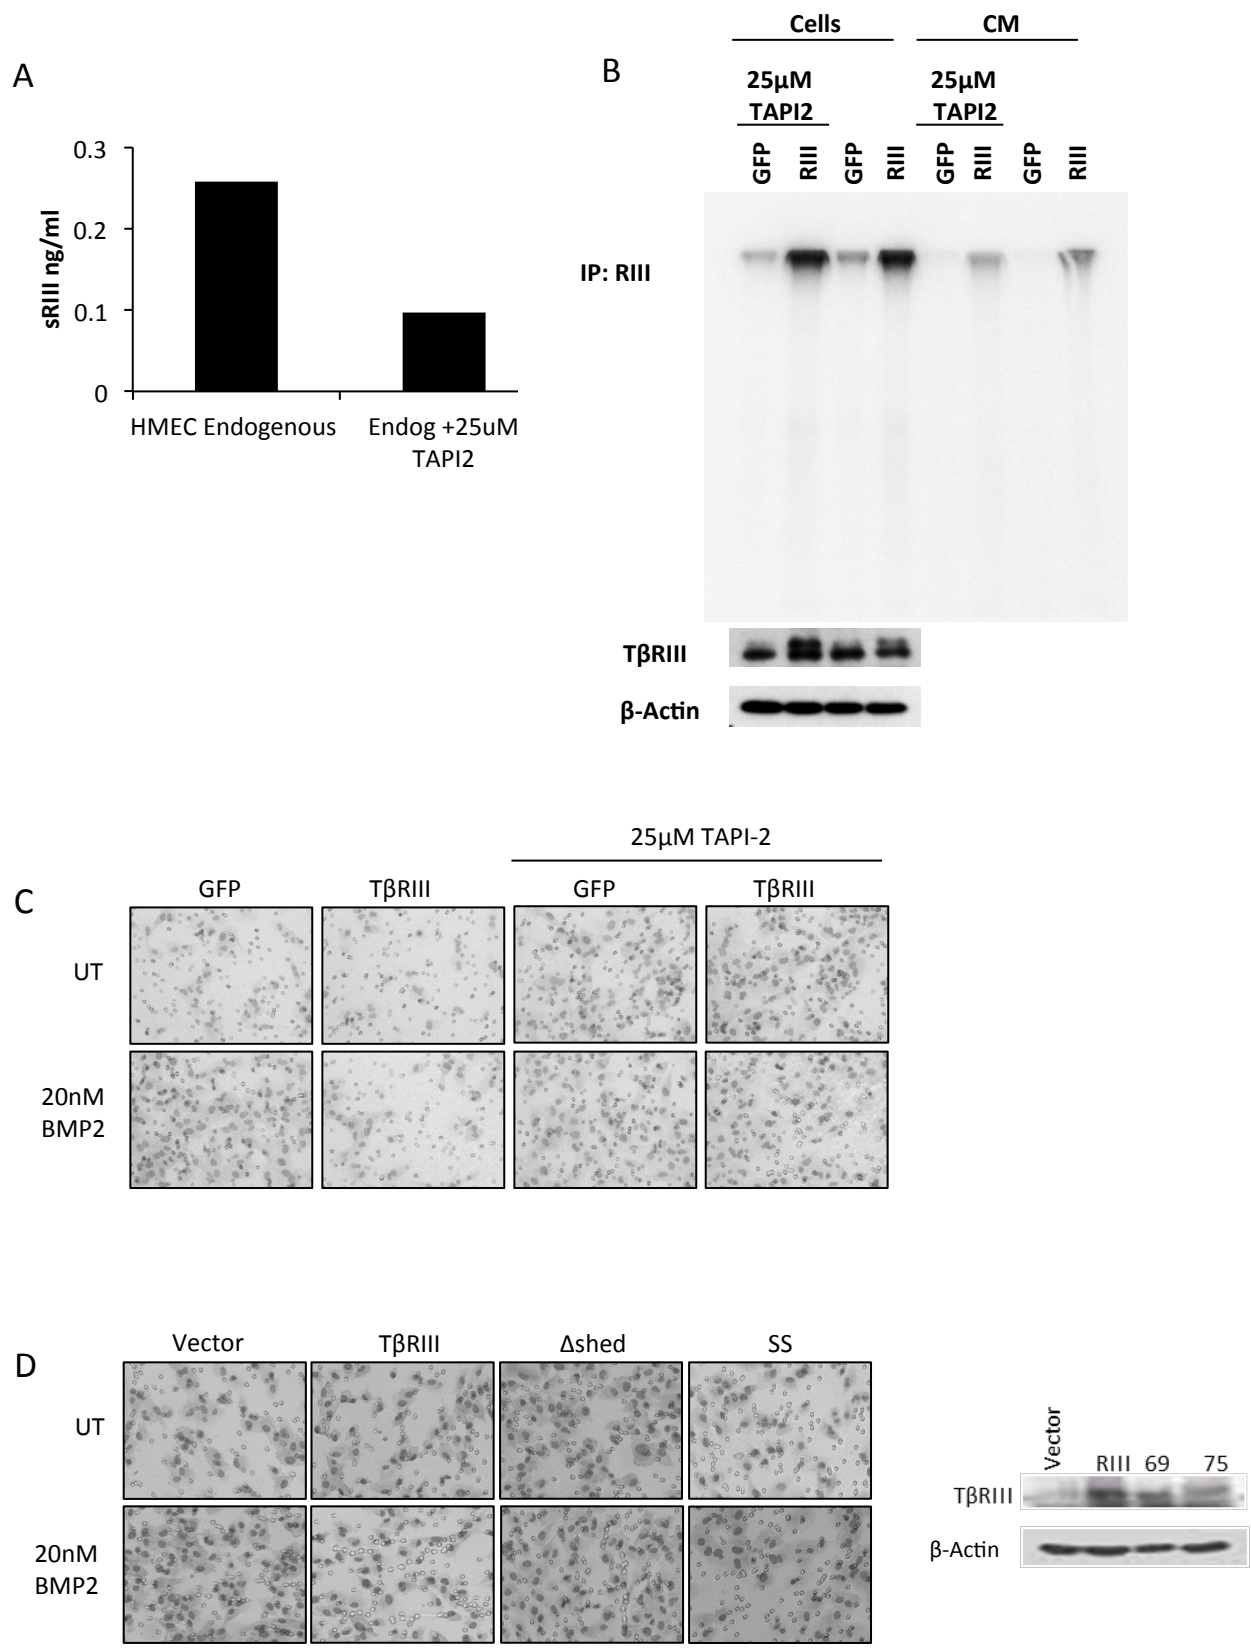 A
0.3
0.2
0.1
0
sRIII ng/ml
HMEC Endogenous
Endog +25uM
TAPI2
B
Cells
CM
25μM
TAPI2
25μM
TAPI2
GFP
RIII
GFP
RIII
GFP
RIII
GFP
RIII
IP: RIII
TβRIII
β-Actin
25μM TAPI-2
C
GFP
TβRIII
GFP
TβRIII
UT
20nM
BMP2
D
Vector
TβRIII
Δshed
SS
UT
20nM
BMP2
Vector
RIII
69
75
TβRIII
β-Actin